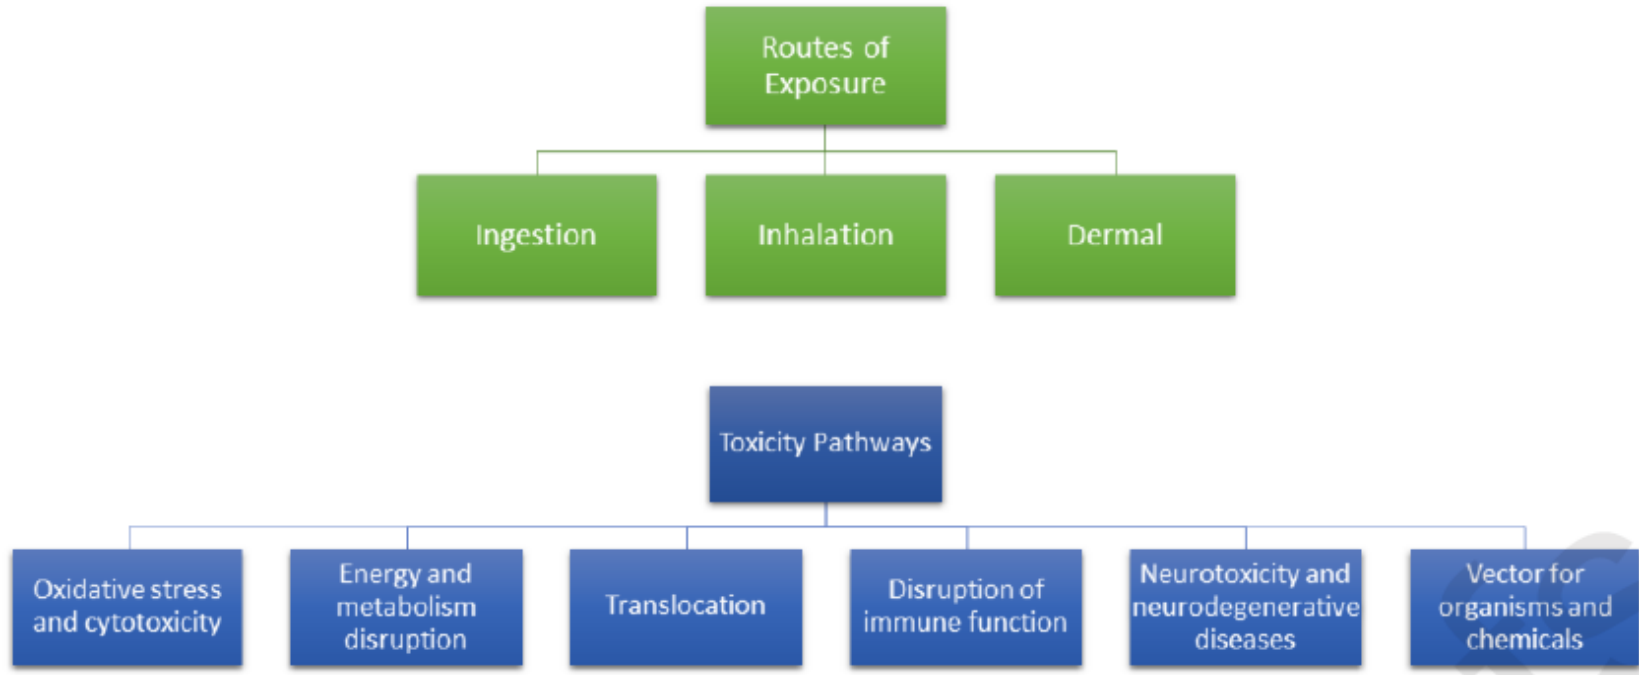 Routes of
Exposure
Ingestion
Inhalation
Dermal
Toxicity Pathways
Oxidative stress
and cytotoxicity
Energy and
metabolism
disruption
Translocation
Disruption of
immune function
Neurotoxicity and
neurodegenerative
diseases
Vector for
organisms and
chemicals